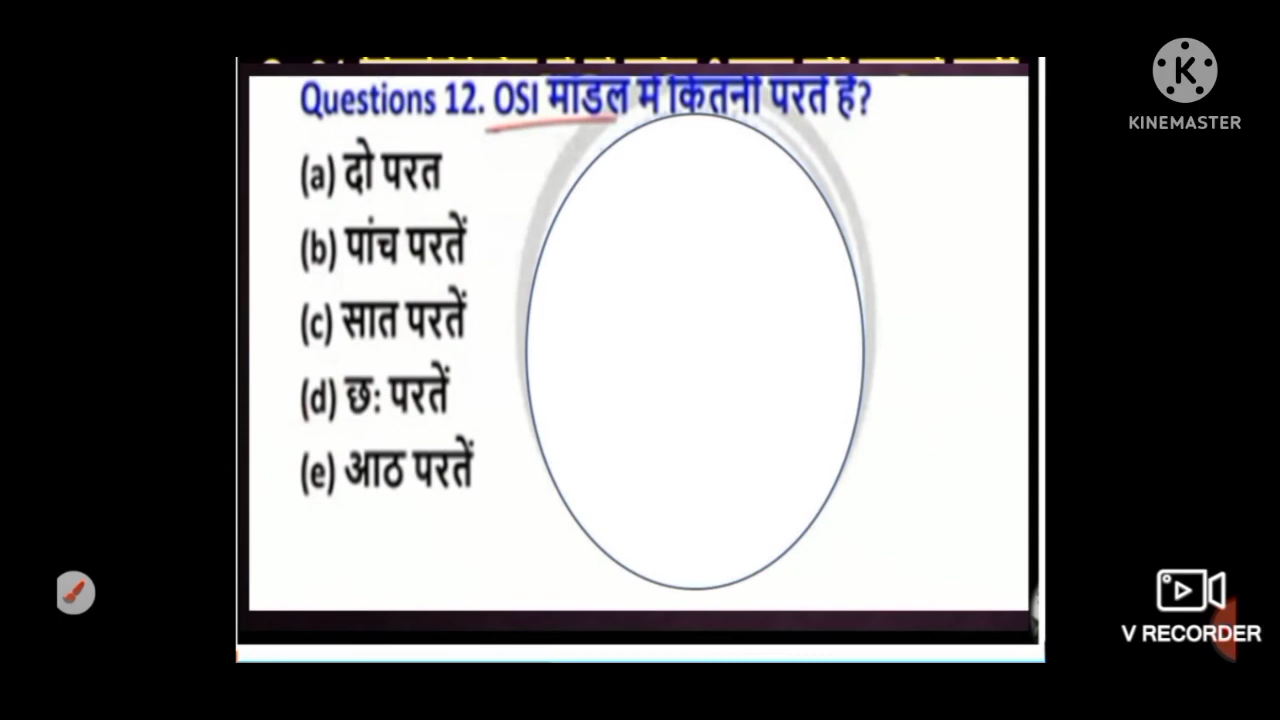 Questions 12. OSI मॉडल में कितनी परतें हैं?
(a) दो परत
(b) पांच परतें
(c) सात परतें
(d) छः परतें
(e) आठ परतें
KINEMASTER
V RECORDER